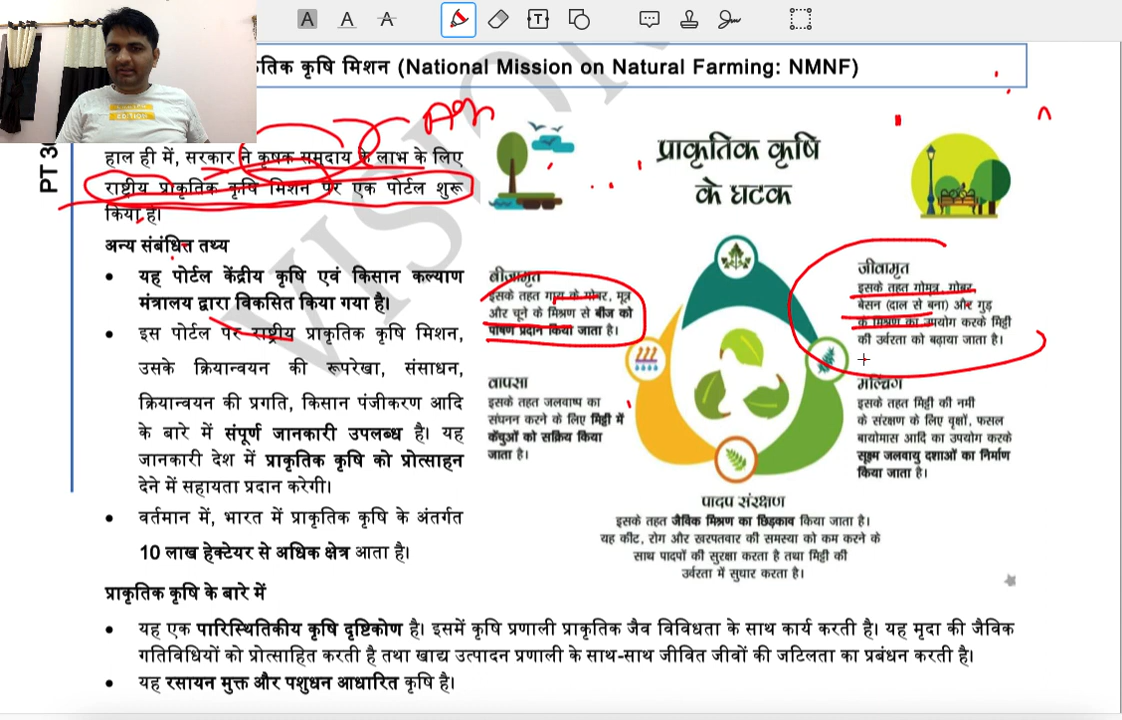 A A A T
तिक कृषि मिशन (National Mission on Natural Farming: NMNF)
EDITION
VISION
PT 3
हाल ही में, सरकार ने कृषक समुदाय के लाभ के लिए
राष्ट्रीय प्राकृतिक कृषि मिशन पर एक पोर्टल शुरू
किया है।
अन्य संबंधित तथ्य
• यह पोर्टल केंद्रीय कृषि एवं किसान कल्याण
मंत्रालय द्वारा विकसित किया गया है।
• इस पोर्टल पर राष्ट्रीय प्राकृतिक कृषि मिशन,
उसके क्रियान्वयन की रूपरेखा, संसाधन,
क्रियान्वयन की प्रगति, किसान पंजीकरण आदि
के बारे में संपूर्ण जानकारी उपलब्ध है। यह
जानकारी देश में प्राकृतिक कृषि को प्रोत्साहन
देने में सहायता प्रदान करेगी।
• वर्तमान में, भारत में प्राकृतिक कृषि के अंतर्गत
10 लाख हेक्टेयर से अधिक क्षेत्र आता है।
प्राकृतिक कृषि
के घटक
बीजामृत
इसके तहत गाय के गोबर, मूत्र
और चूने के मिश्रण से बीज को
पोषण प्रदान किया जाता है।
जीवामृत
इसके तहत गोमूत्र, गोबर,
बेसन (दाल से बना) और गुड़
के मिश्रण का उपयोग करके मिट्टी
की उर्वरता को बढ़ाया जाता है।
वापसा
इसके तहत जलवाष्प का
संघनन करने के लिए मिट्टी में
केंचुओं को सक्रिय किया
जाता है।
मल्चिंग
इसके तहत मिट्टी की नमी
के संरक्षण के लिए वृक्षों, फसल
बायोमास आदि का उपयोग करके
सूक्ष्म जलवायु दशाओं का निर्माण
किया जाता है।
पादप संरक्षण
इसके तहत जैविक मिश्रण का छिड़काव किया जाता है।
यह कीट, रोग और खरपतवार की समस्या को कम करने के
साथ पादपों की सुरक्षा करता है तथा मिट्टी की
उर्वरता में सुधार करता है।
प्राकृतिक कृषि के बारे में
• यह एक पारिस्थितिकीय कृषि दृष्टिकोण है। इसमें कृषि प्रणाली प्राकृतिक जैव विविधता के साथ कार्य करती है। यह मृदा की जैविक
गतिविधियों को प्रोत्साहित करती है तथा खाद्य उत्पादन प्रणाली के साथ-साथ जीवित जीवों की जटिलता का प्रबंधन करती है।
• यह रसायन मुक्त और पशुधन आधारित कृषि है।